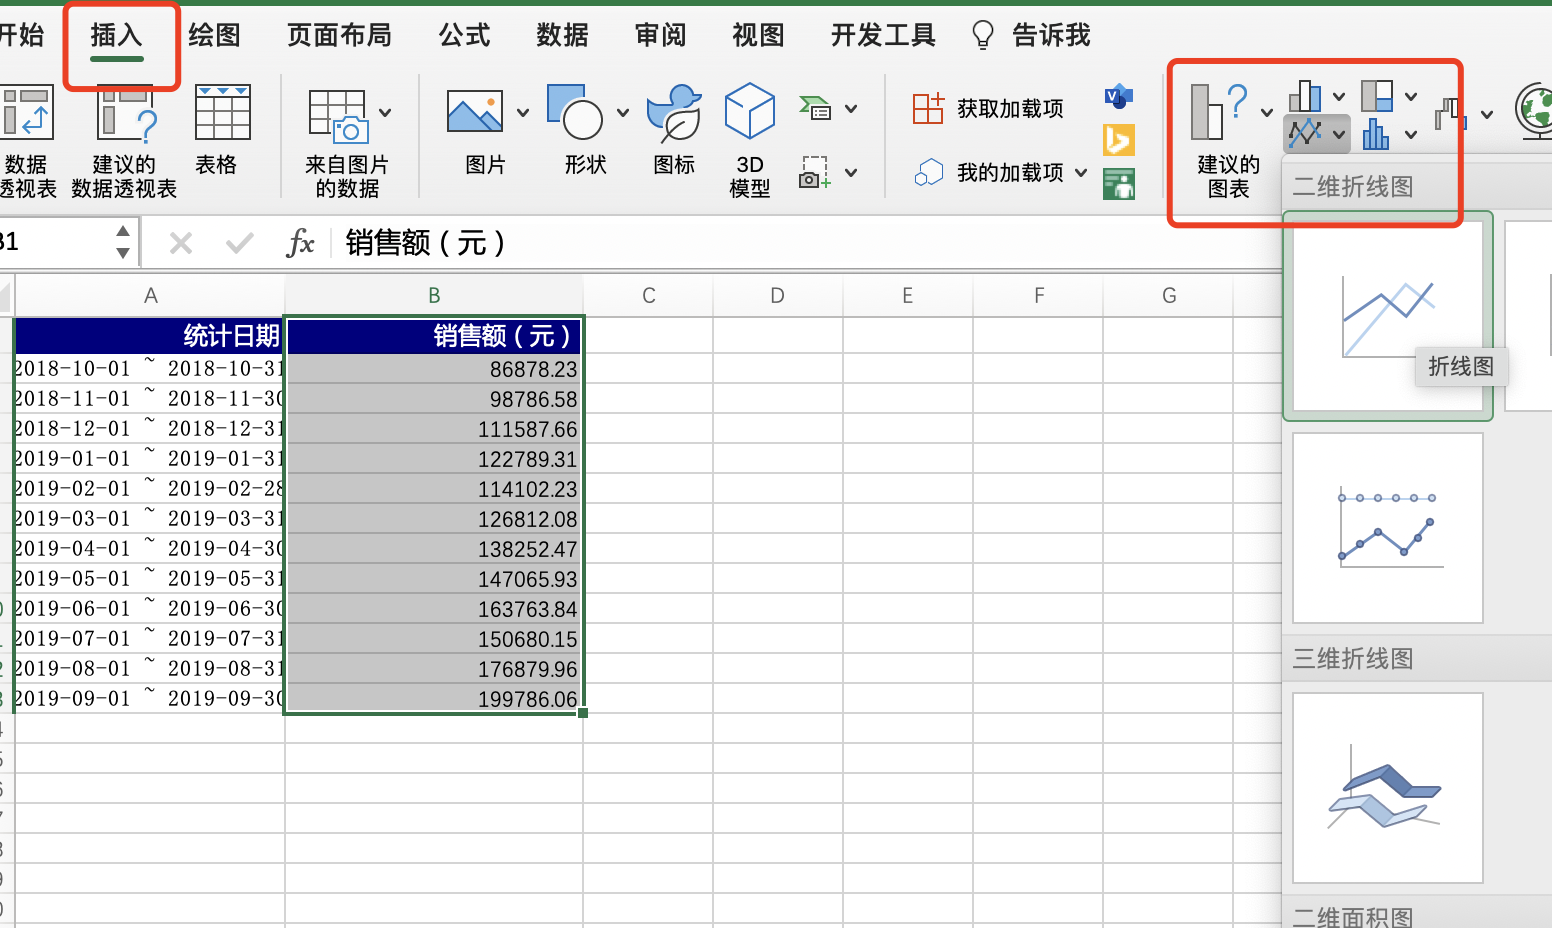 开始 插入 绘图 页面布局 公式 数据 审阅 视图 开发工具 告诉我
数据
透视表
建议的
数据透视表
表格
来自图片
的数据
图片
形状
图标
3D
模型
获取加载项
我的加载项
建议的
图表
B1
fx 销售额（元）
A B C D E F G
统计日期 销售额（元）
2018-10-01 ~ 2018-10-31 86878.23
2018-11-01 ~ 2018-11-30 98786.58
2018-12-01 ~ 2018-12-31 111587.66
2019-01-01 ~ 2019-01-31 122789.31
2019-02-01 ~ 2019-02-28 114102.23
2019-03-01 ~ 2019-03-31 126812.08
2019-04-01 ~ 2019-04-30 138252.47
2019-05-01 ~ 2019-05-31 147065.93
2019-06-01 ~ 2019-06-30 163763.84
2019-07-01 ~ 2019-07-31 150680.15
2019-08-01 ~ 2019-08-31 176879.96
2019-09-01 ~ 2019-09-30 199786.06
二维折线图
折线图
三维折线图
二维面积图